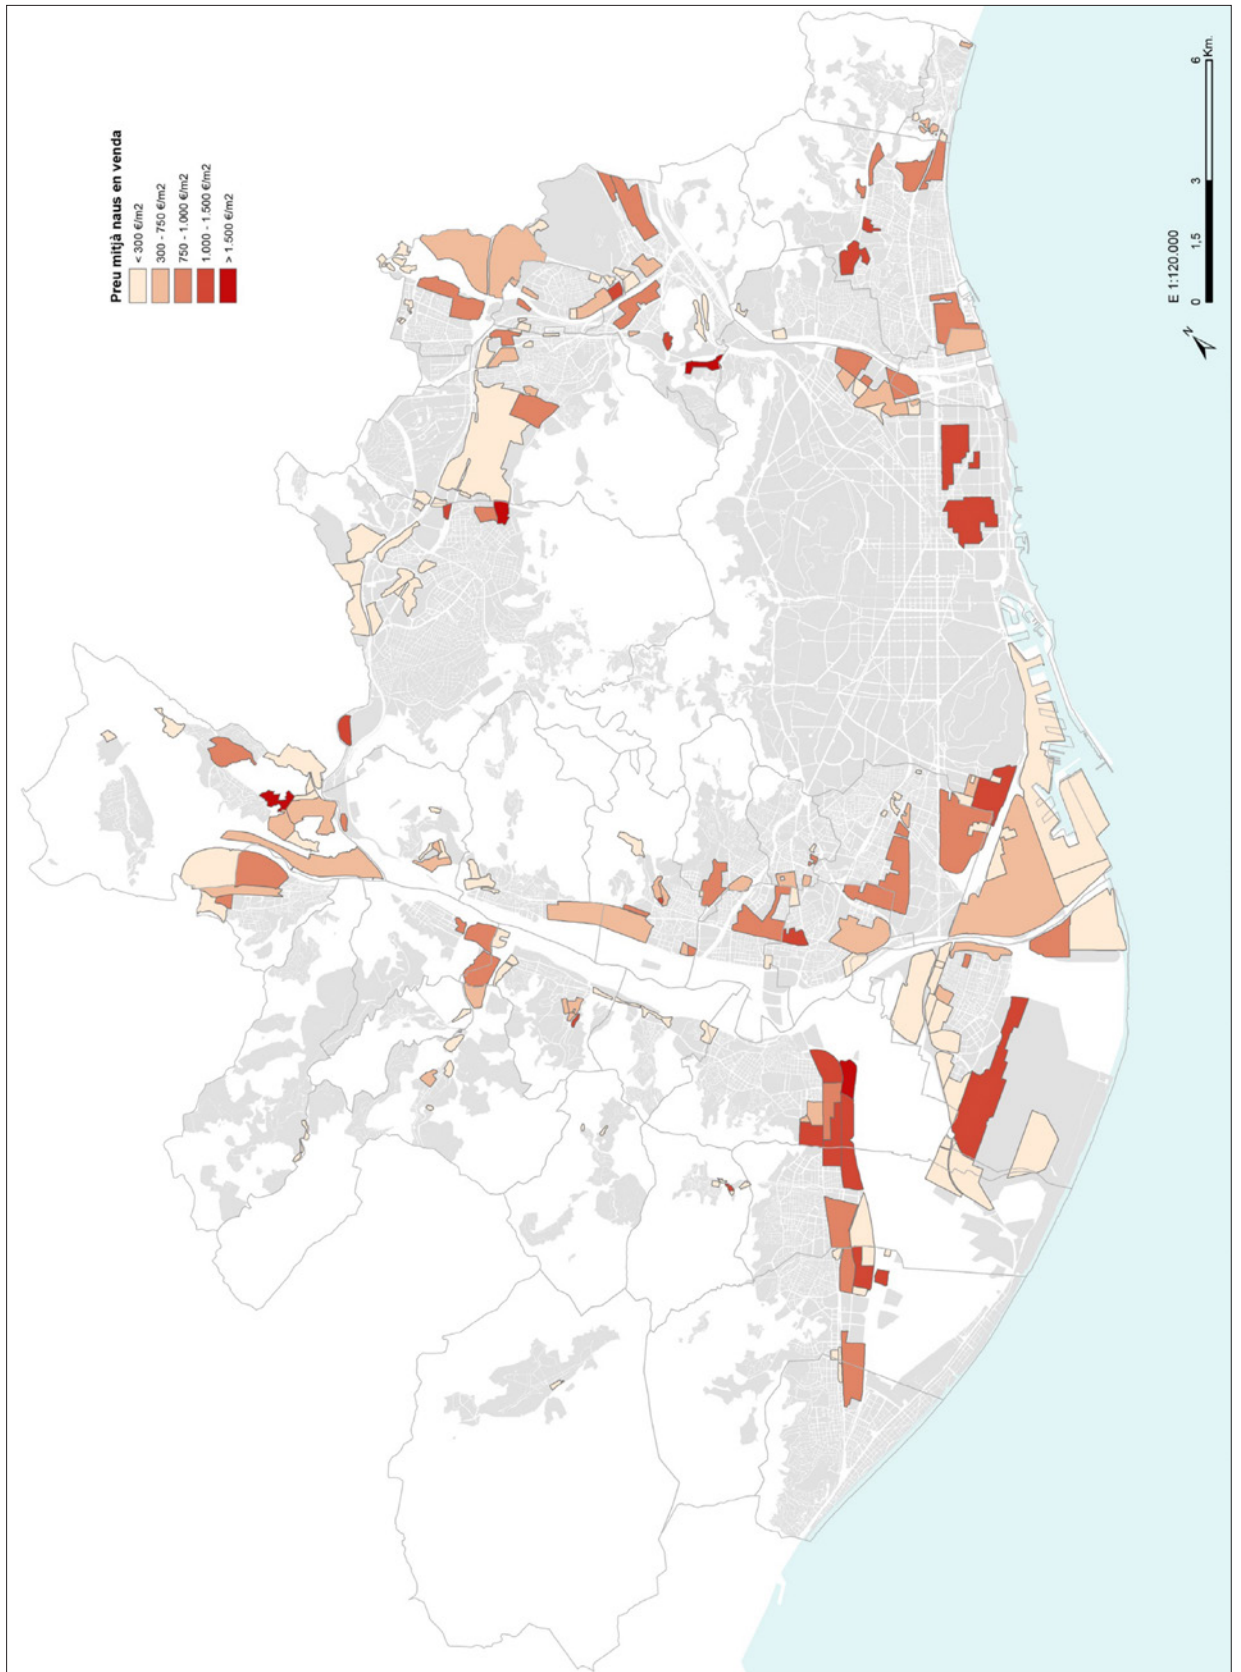 Preu mitjà naus en venda
< 300 €/m2
300 - 750 €/m2
750 - 1.000 €/m2
1.000 - 1.500 €/m2
> 1.500 €/m2
E 1:120.000
0 1,5 3 6
Km.
N